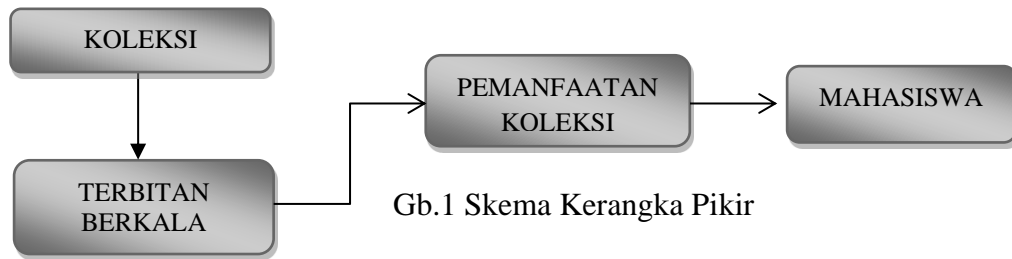 KOLEKSI
TERBITAN
BERKALA
PEMANFAATAN
KOLEKSI
MAHASISWA
Gb.1 Skema Kerangka Pikir